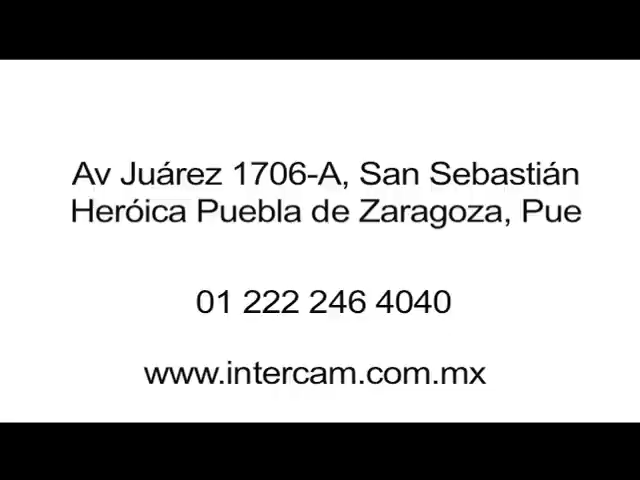 Av Juárez 1706-A, San Sebastián
Heróica Puebla de Zaragoza, Pue
01 222 246 4040
www.intercam.com.mx